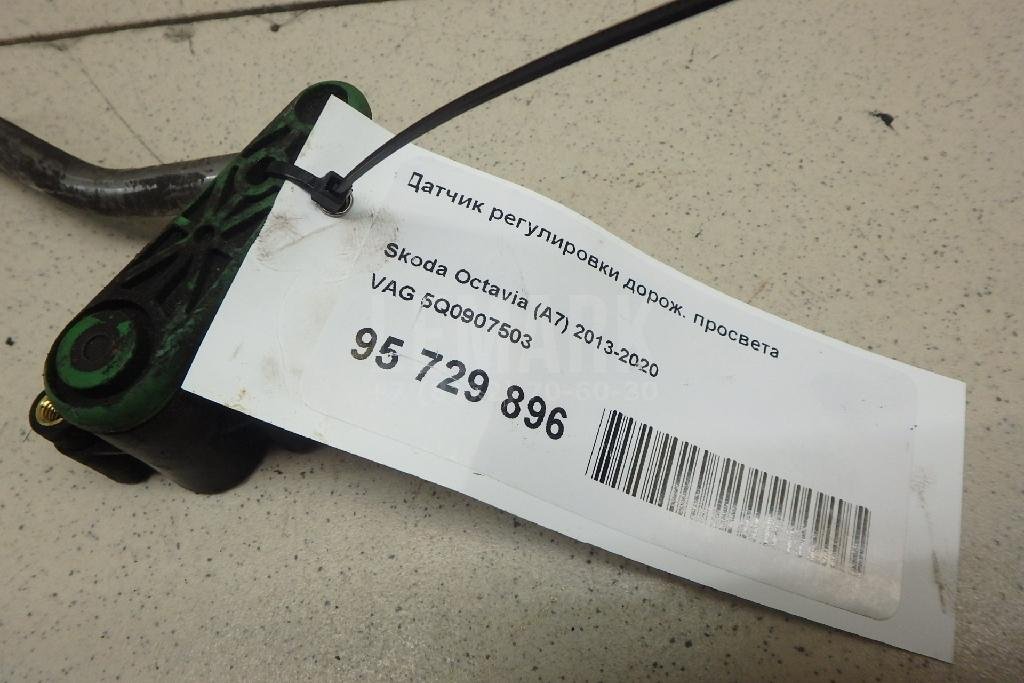 Датчик регулировки дорож. просвета
Skoda Octavia (A7) 2013-2020
VAG 5Q0907503
95 729 896